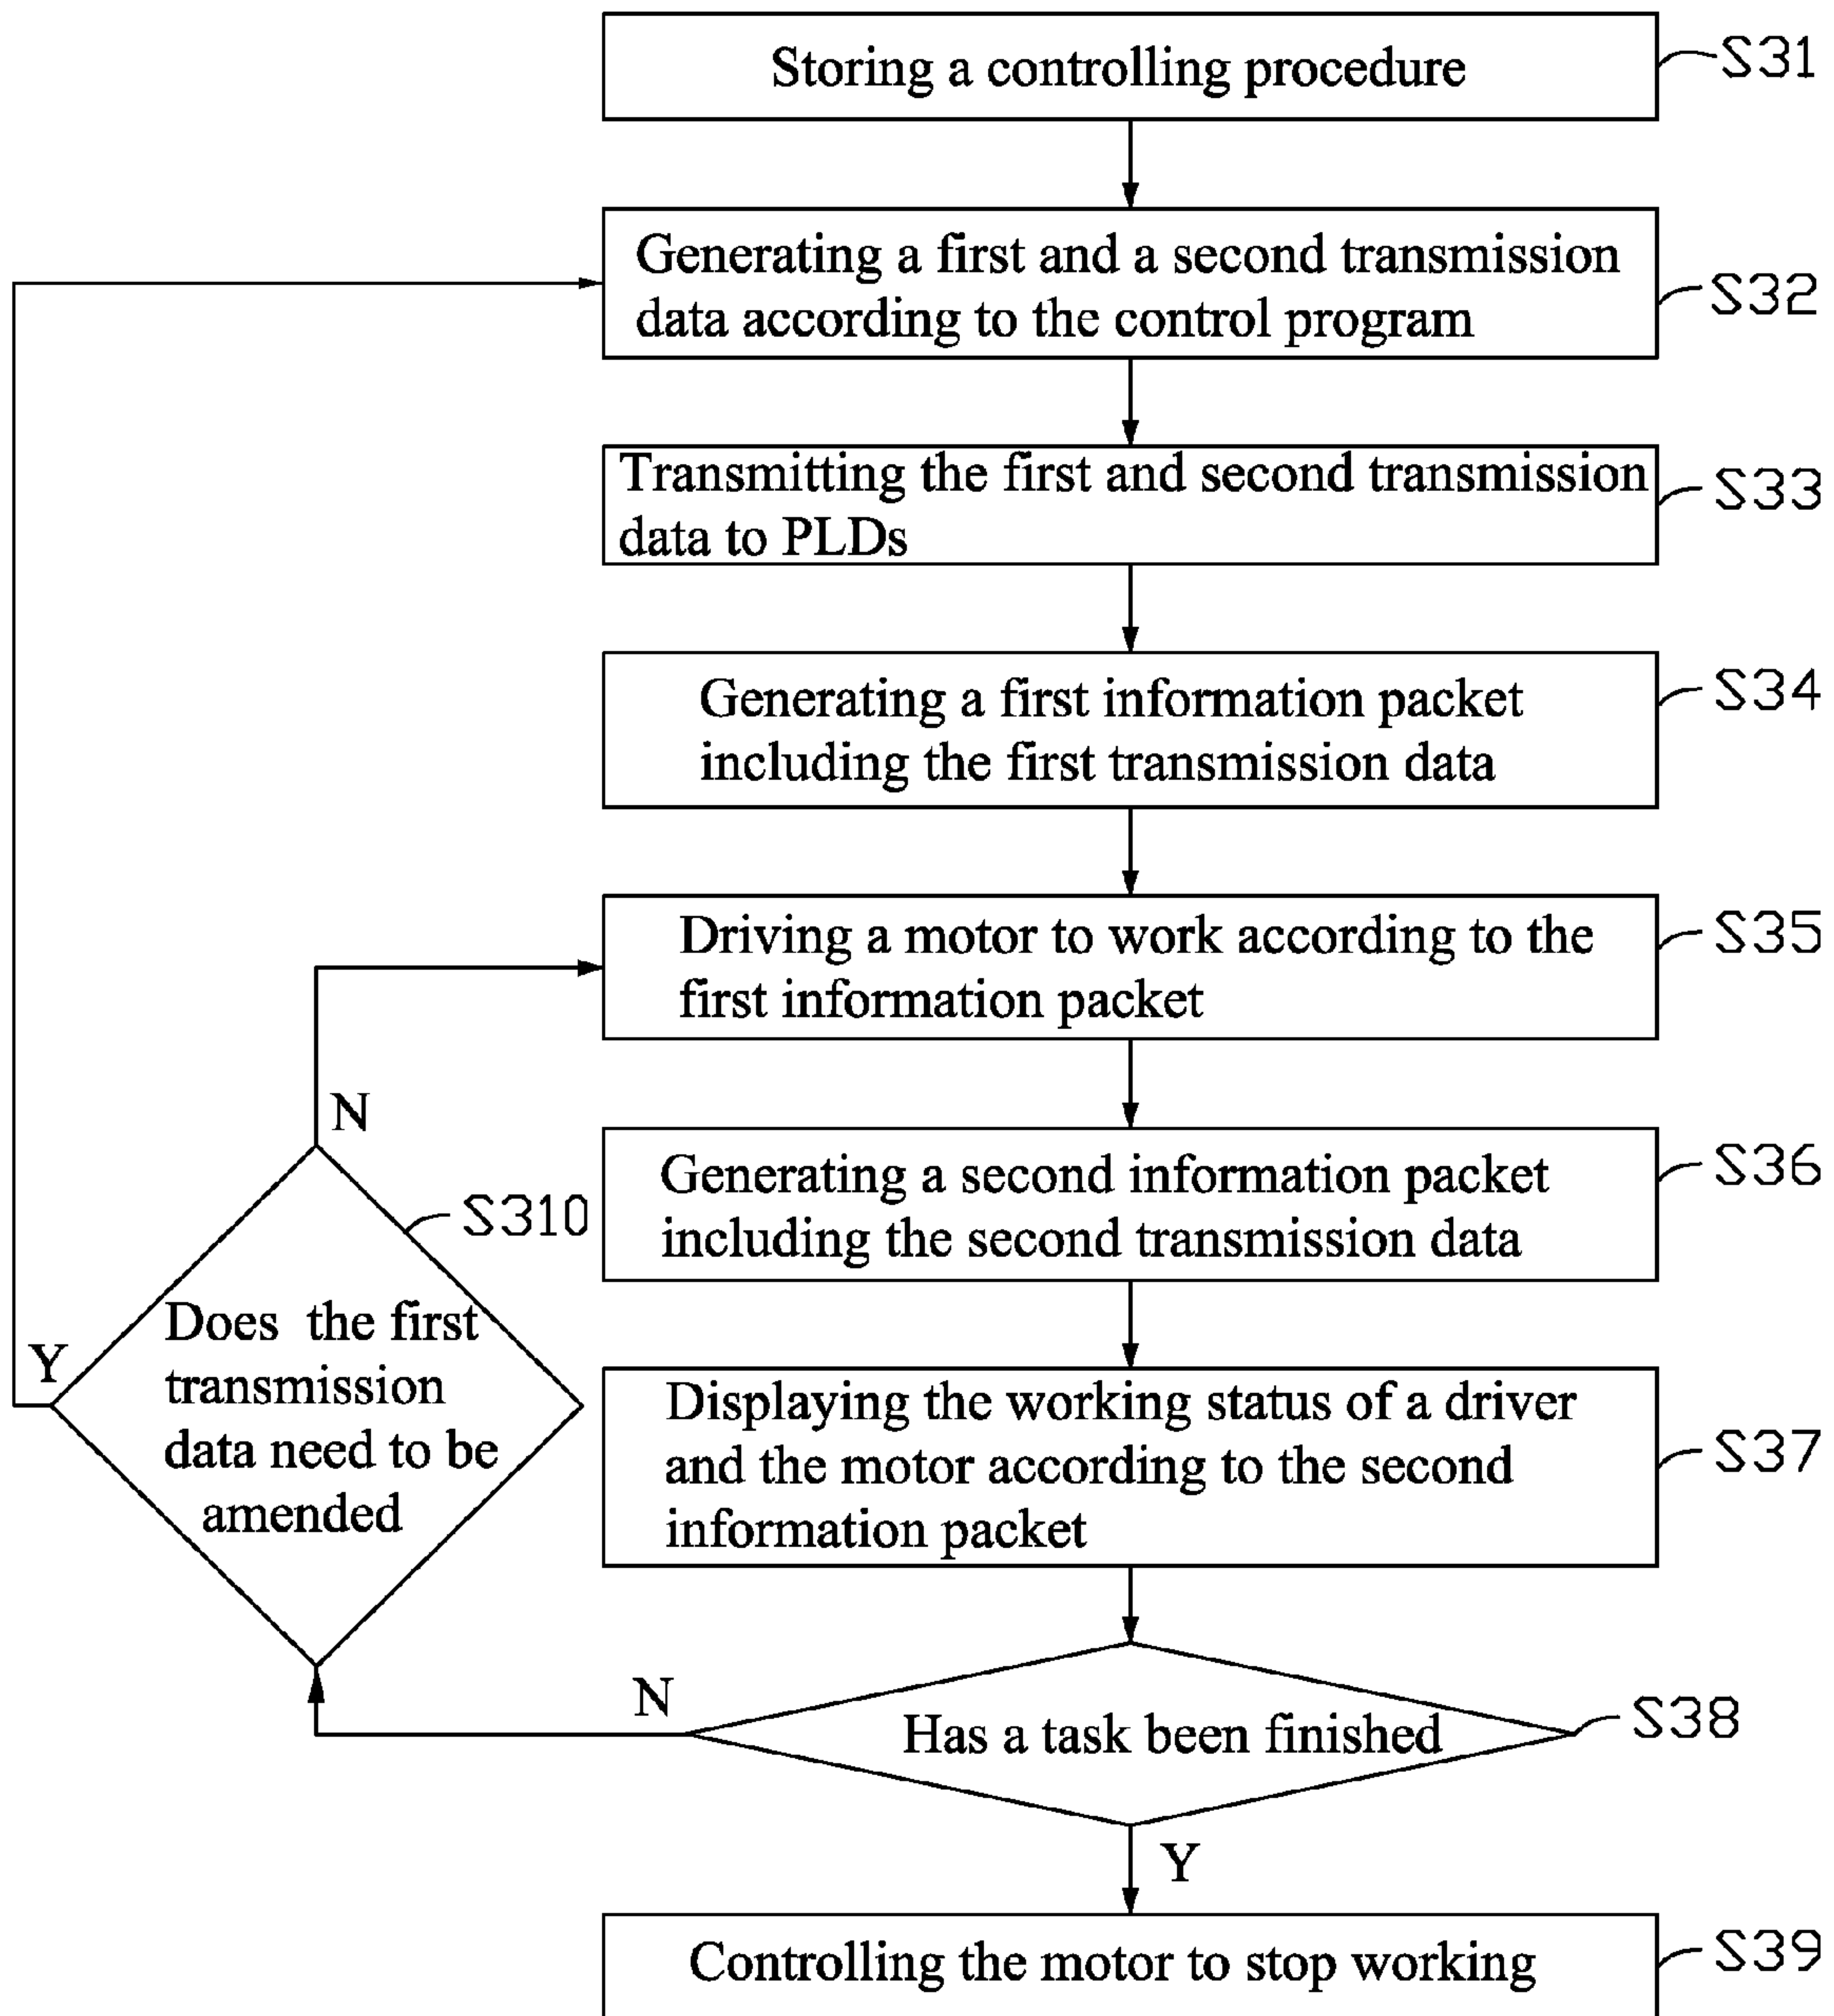 Storing a controlling procedure
S31
Generating a first and a second transmission
data according to the control program
S32
Transmitting the first and second transmission
data to PLDs
S33
Generating a first information packet
including the first transmission data
S34
Driving a motor to work according to the
first information packet
S35
N
Generating a second information packet
including the second transmission data
S36
S310
Does the first
transmission
data need to be
amended
Y
Displaying the working status of a driver
and the motor according to the second
information packet
S37
N
Has a task been finished
S38
Y
Controlling the motor to stop working
S39